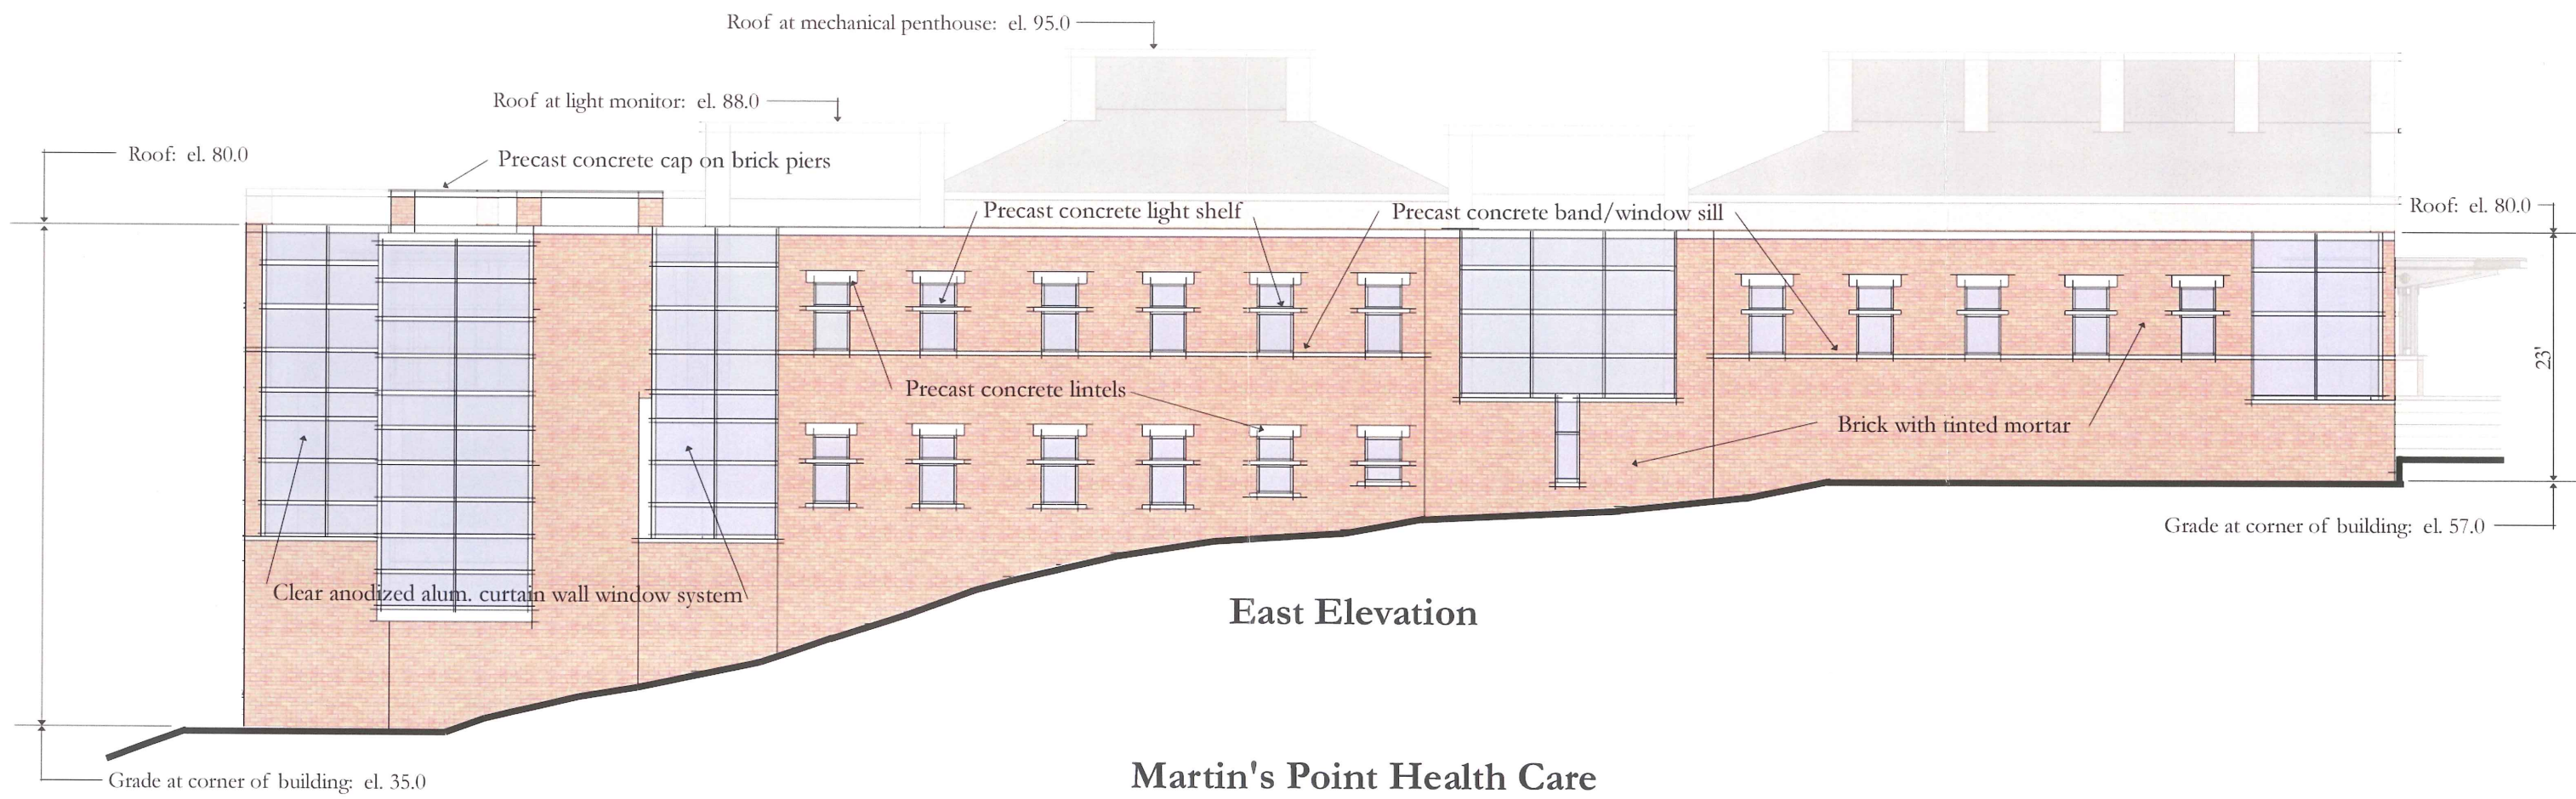 Roof at mechanical penthouse: el. 95.0
Roof at light monitor: el. 88.0
Roof: el. 80.0
Precast concrete cap on brick piers
Precast concrete light shelf
Precast concrete band/window sill
Roof: el. 80.0
23'
Precast concrete lintels
Brick with tinted mortar
Grade at corner of building: el. 57.0
Clear anodized alum. curtain wall window system
East Elevation
Martin's Point Health Care
Grade at corner of building: el. 35.0